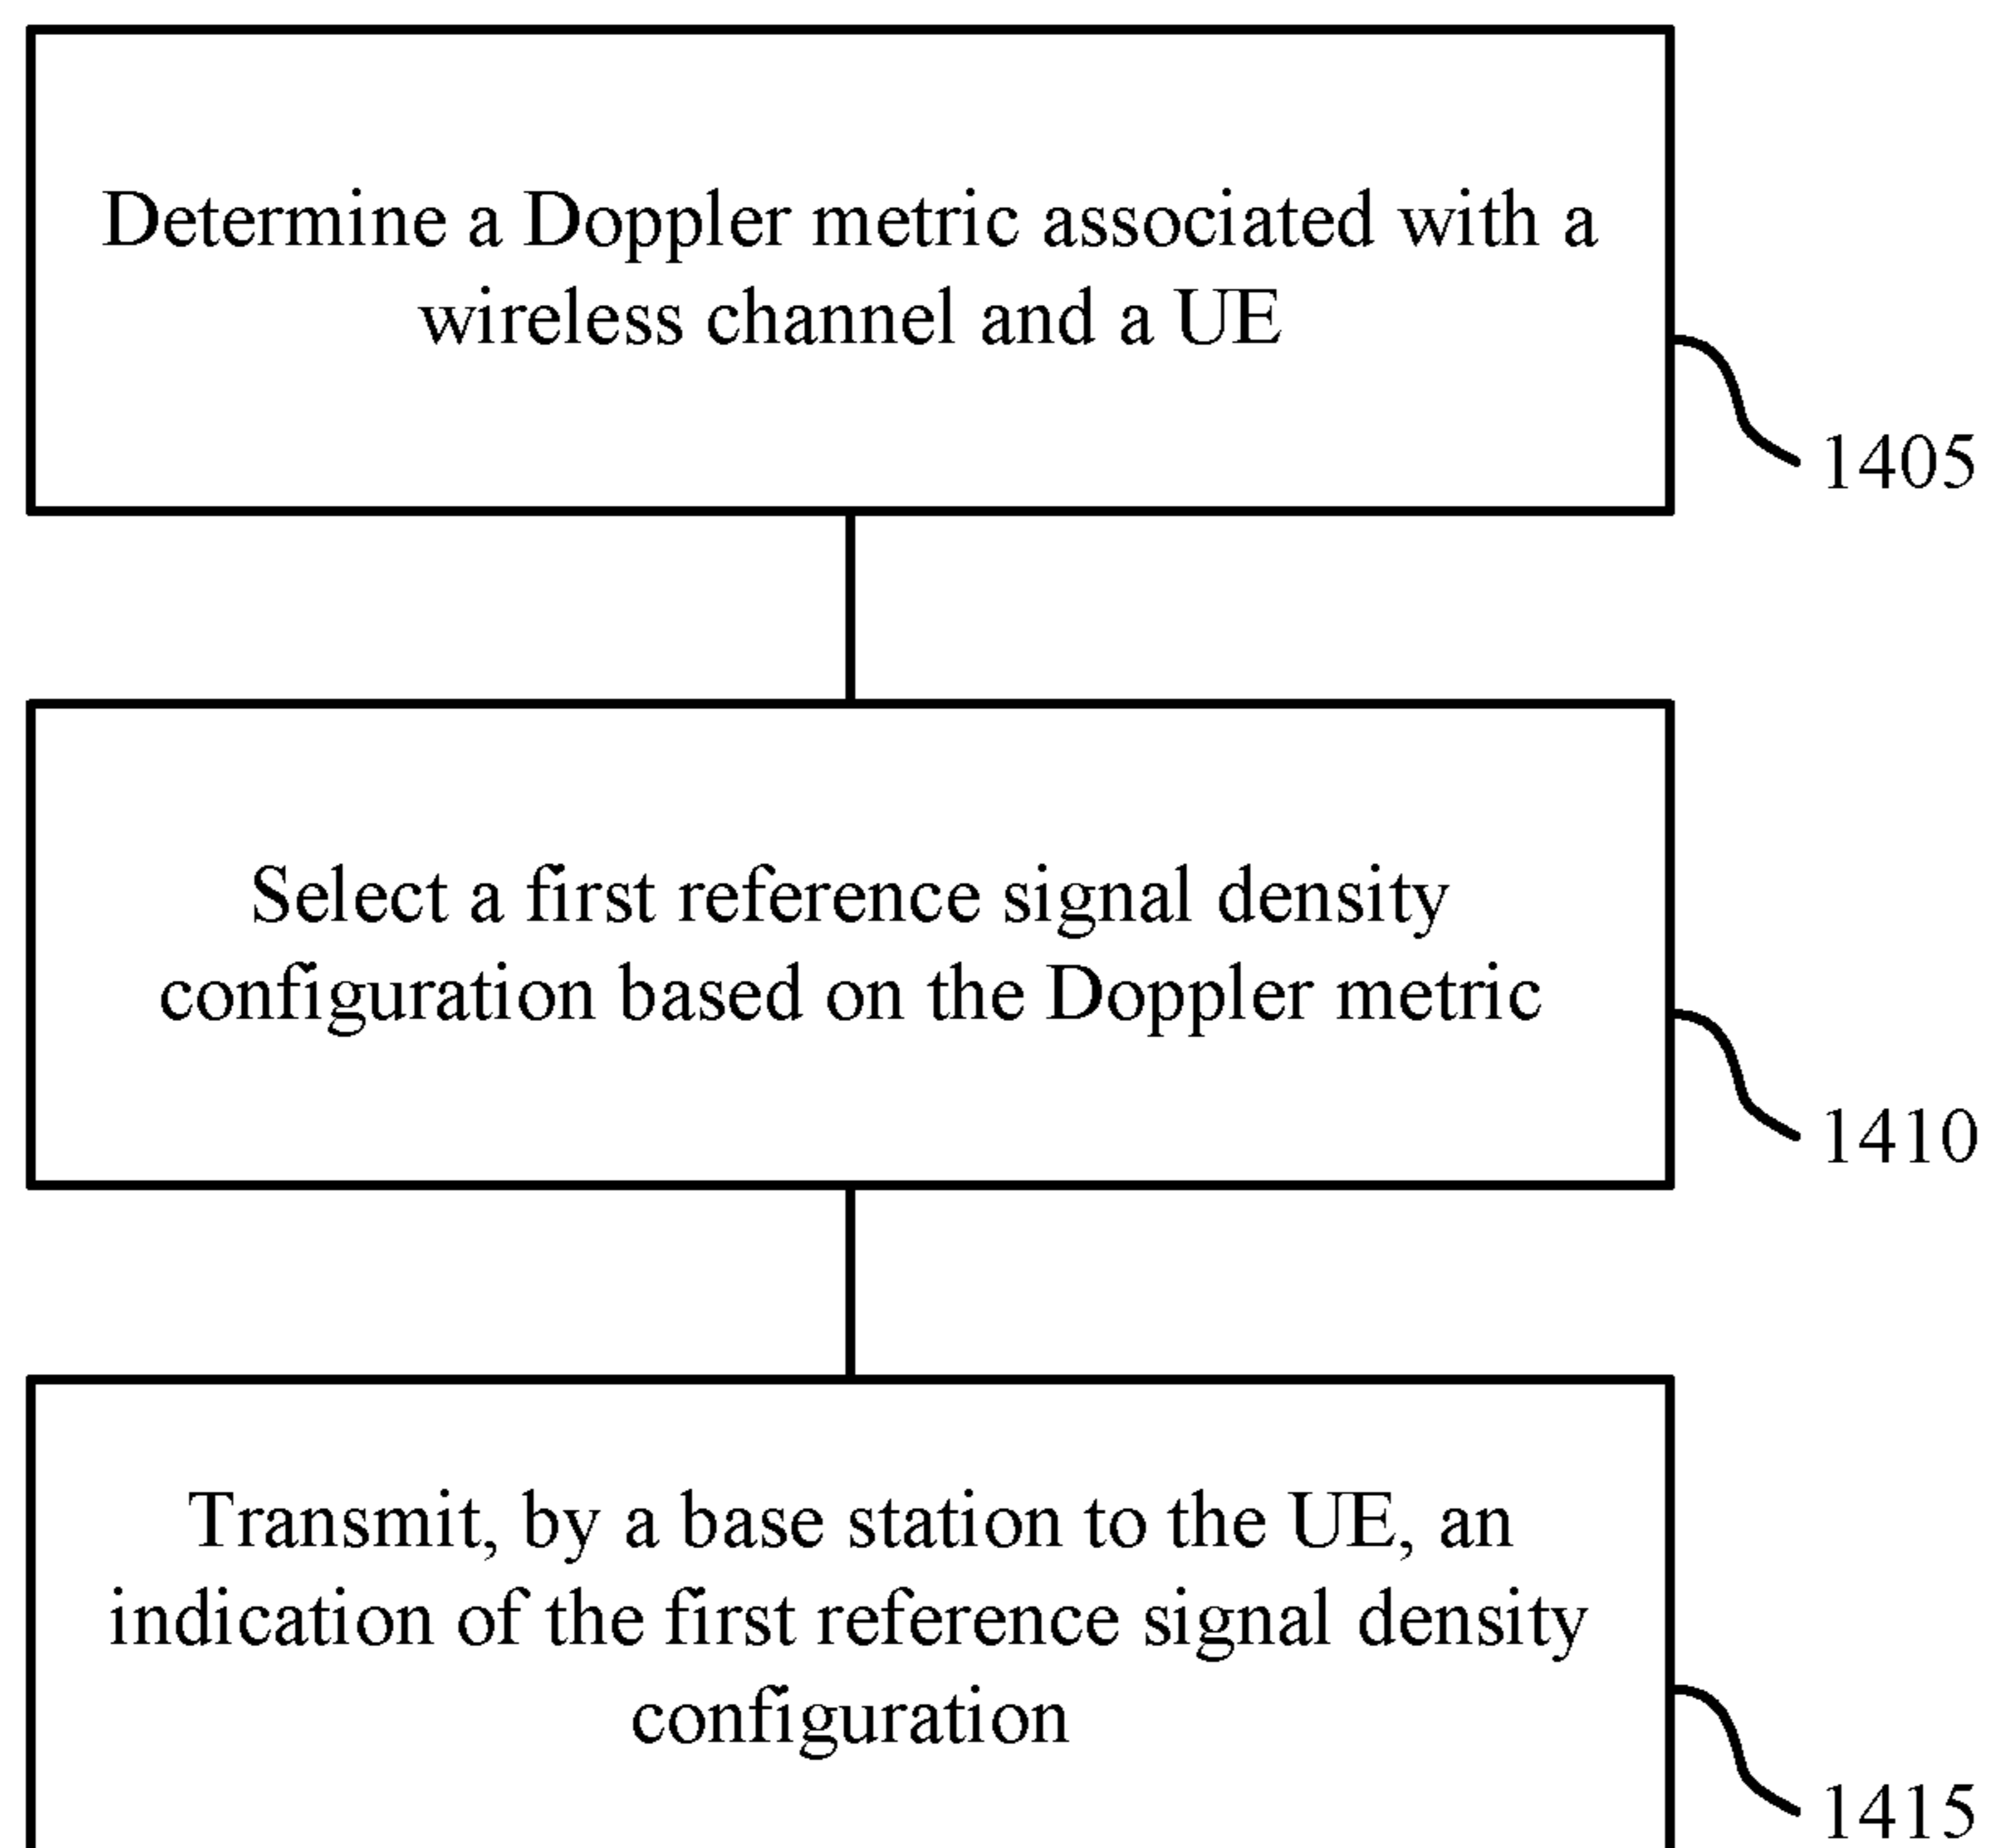 Determine a Doppler metric associated with a
wireless channel and a UE
1405
Select a first reference signal density
configuration based on the Doppler metric
1410
Transmit, by a base station to the UE, an
indication of the first reference signal density
configuration
1415